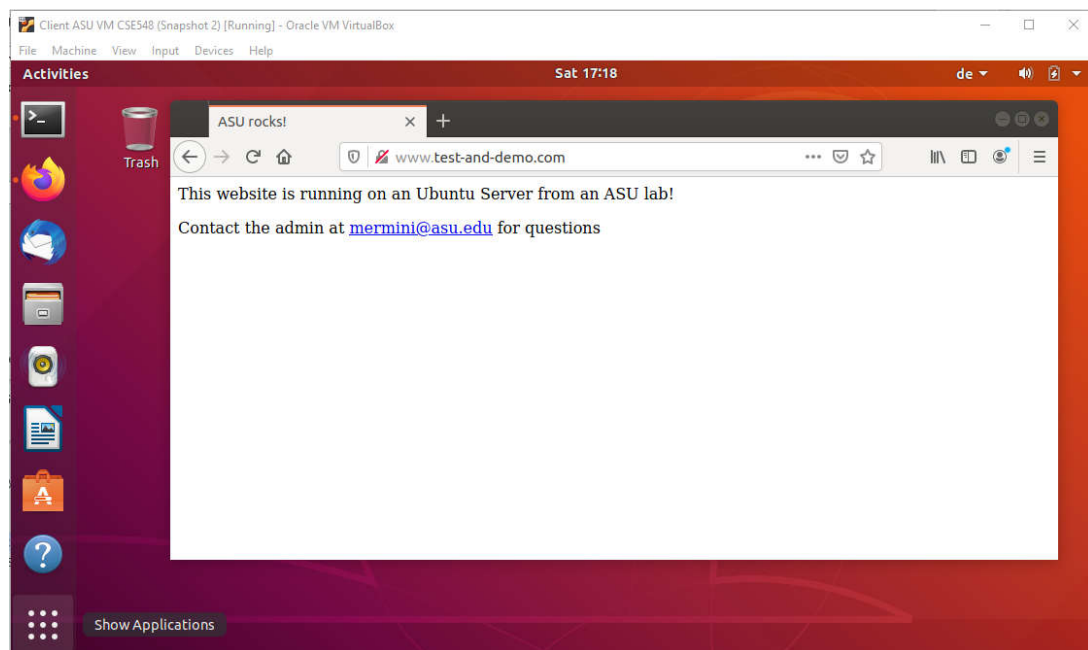 Client ASU VM CSE548 (Snapshot 2) [Running] - Oracle VM VirtualBox
File Machine View Input Devices Help
Activities Sat 17:18 de
ASU rocks!
www.test-and-demo.com
Trash
This website is running on an Ubuntu Server from an ASU lab!
Contact the admin at mermini@asu.edu for questions
Show Applications